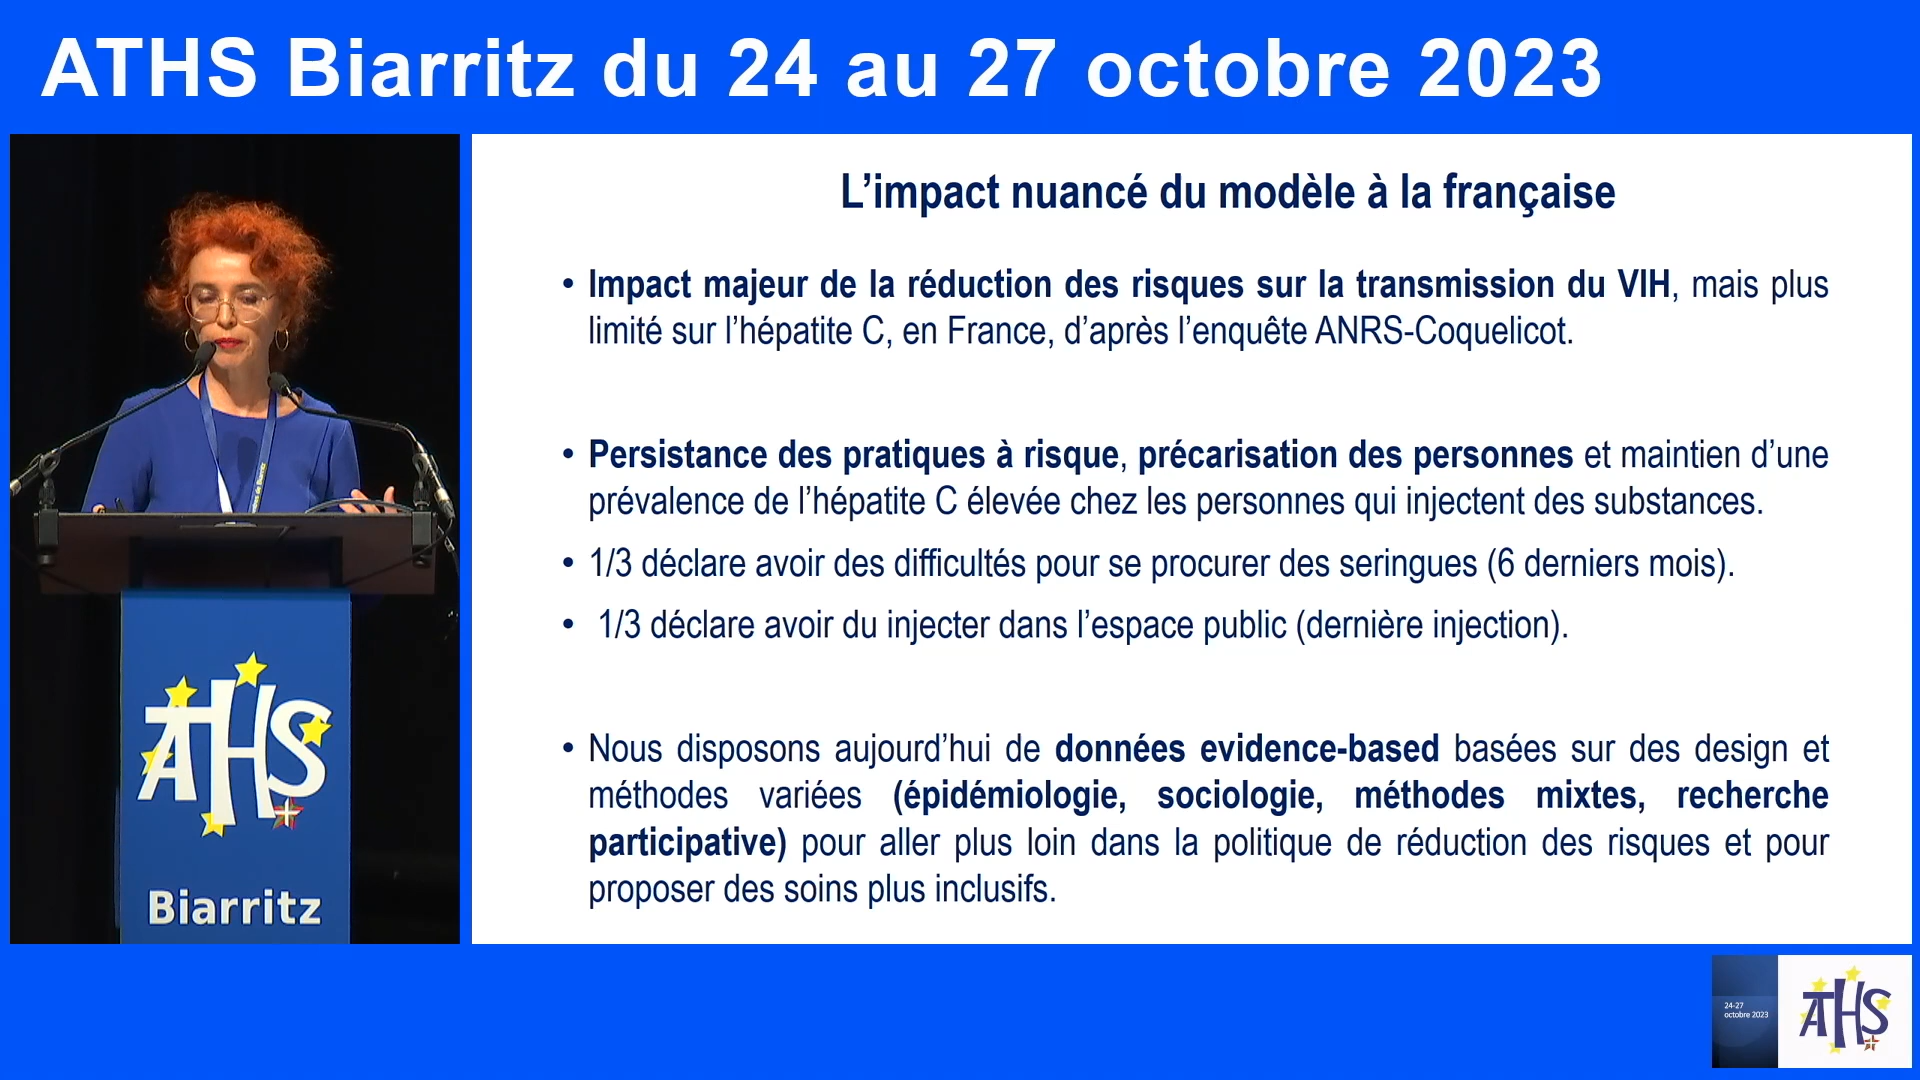 ATHS Biarritz du 24 au 27 octobre 2023
L’impact nuancé du modèle à la française
• Impact majeur de la réduction des risques sur la transmission du VIH, mais plus
limité sur l’hépatite C, en France, d’après l’enquête ANRS-Coquelicot.
• Persistance des pratiques à risque, précarisation des personnes et maintien d’une
prévalence de l’hépatite C élevée chez les personnes qui injectent des substances.
• 1/3 déclare avoir des difficultés pour se procurer des seringues (6 derniers mois).
• 1/3 déclare avoir du injecter dans l’espace public (dernière injection).
• Nous disposons aujourd’hui de données evidence-based basées sur des design et
méthodes variées (épidémiologie, sociologie, méthodes mixtes, recherche
participative) pour aller plus loin dans la politique de réduction des risques et pour
proposer des soins plus inclusifs.
ATHS
Biarritz
24-27
octobre 2023
ATHS